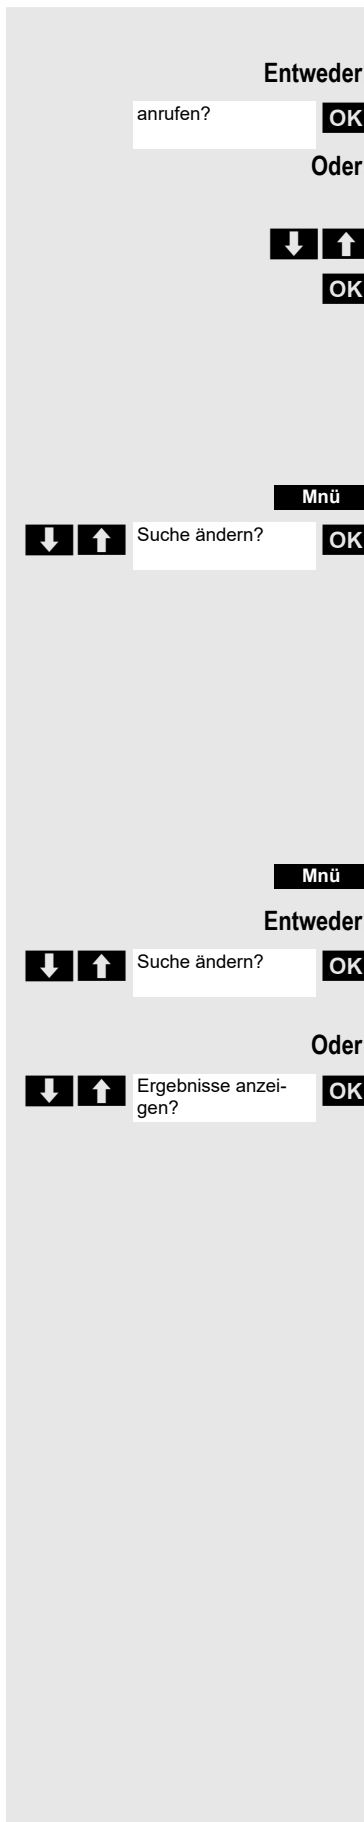 Entweder
anrufen? OK
Oder
OK
Mnü
Suche ändern? OK
Mnü
Entweder
Suche ändern? OK
Oder
Ergebnisse anzei- OK
gen?